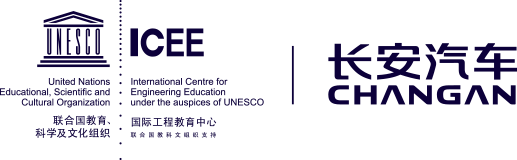 UNESCO
United Nations
Educational, Scientific and
Cultural Organization
联合国教育、
科学及文化组织
ICEE
International Centre for
Engineering Education
under the auspices of UNESCO
国际工程教育中心
联合国教科文组织支持
长安汽车
CHANGAN